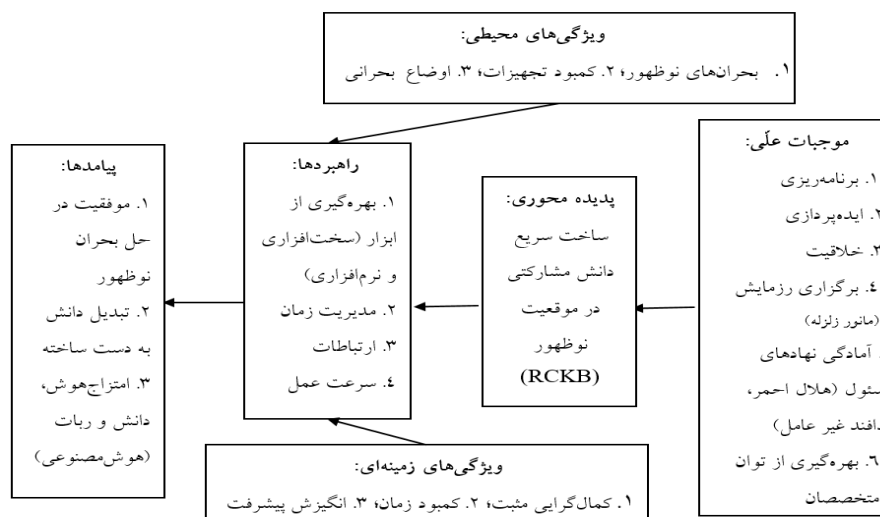 ویژگی‌های محیطی:
۱. بحران‌های نوظهور؛ ۲. کمبود تجهیزات؛ ۳. اوضاع بحرانی
موجبات علّی:
۱. برنامه‌ریزی
۲. ایده‌پردازی
۳. خلاقیت
٤. برگزاری رزمایش
(مانور زلزله)
آمادگی نهادهای
(هلال احمر،
غیر عامل)
٦. بهره‌گیری از توان
متخصصان
پدیده محوری:
ساخت سریع
دانش مشارکتی
در موقعیت
نوظهور
(RCKB)
راهبردها:
۱. بهره‌گیری از
ابزار (سخت‌افزاری
و نرم‌افزاری)
۲. مدیریت زمان
۳. ارتباطات
٤. سرعت عمل
پیامدها:
۱. موفقیت در
حل بحران
نوظهور
۲. تبدیل دانش
به دست ساخته
۳. امتزاج‌هوش،
دانش و ربات
(هوش‌مصنوعی)
ویژگی‌های زمینه‌ای:
۱. کمال‌گرایی مثبت؛ ۲. کمبود زمان؛ ۳. انگیزش پیشرفت